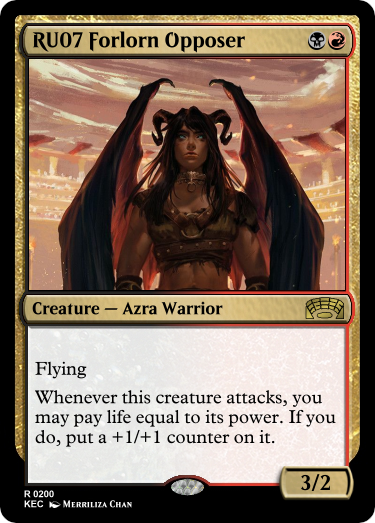 RU07 Forlorn Opposer
Creature — Azra Warrior
Flying
Whenever this creature attacks, you
may pay life equal to its power. If you
do, put a +1/+1 counter on it.
3/2
R 0200
KEC Merriliza Chan